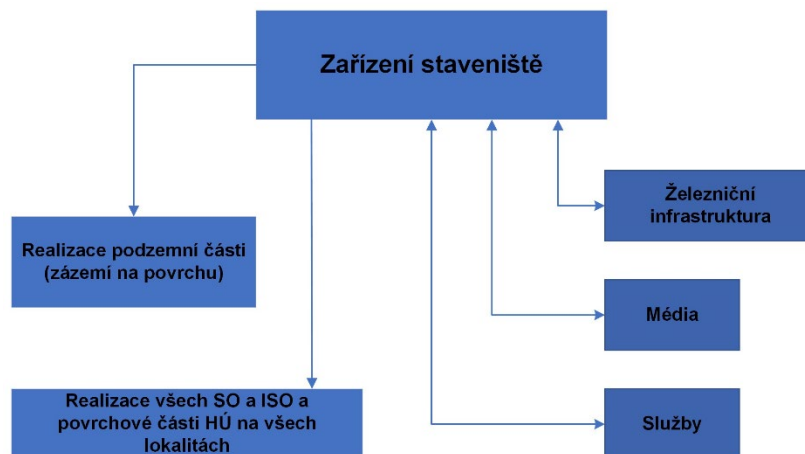 Zařízení staveniště
Železniční
infrastruktura
Realizace podzemní části
(zázemí na povrchu)
Média
Realizace všech SO a ISO a
povrchové části HÚ na všech
lokalitách
Služby